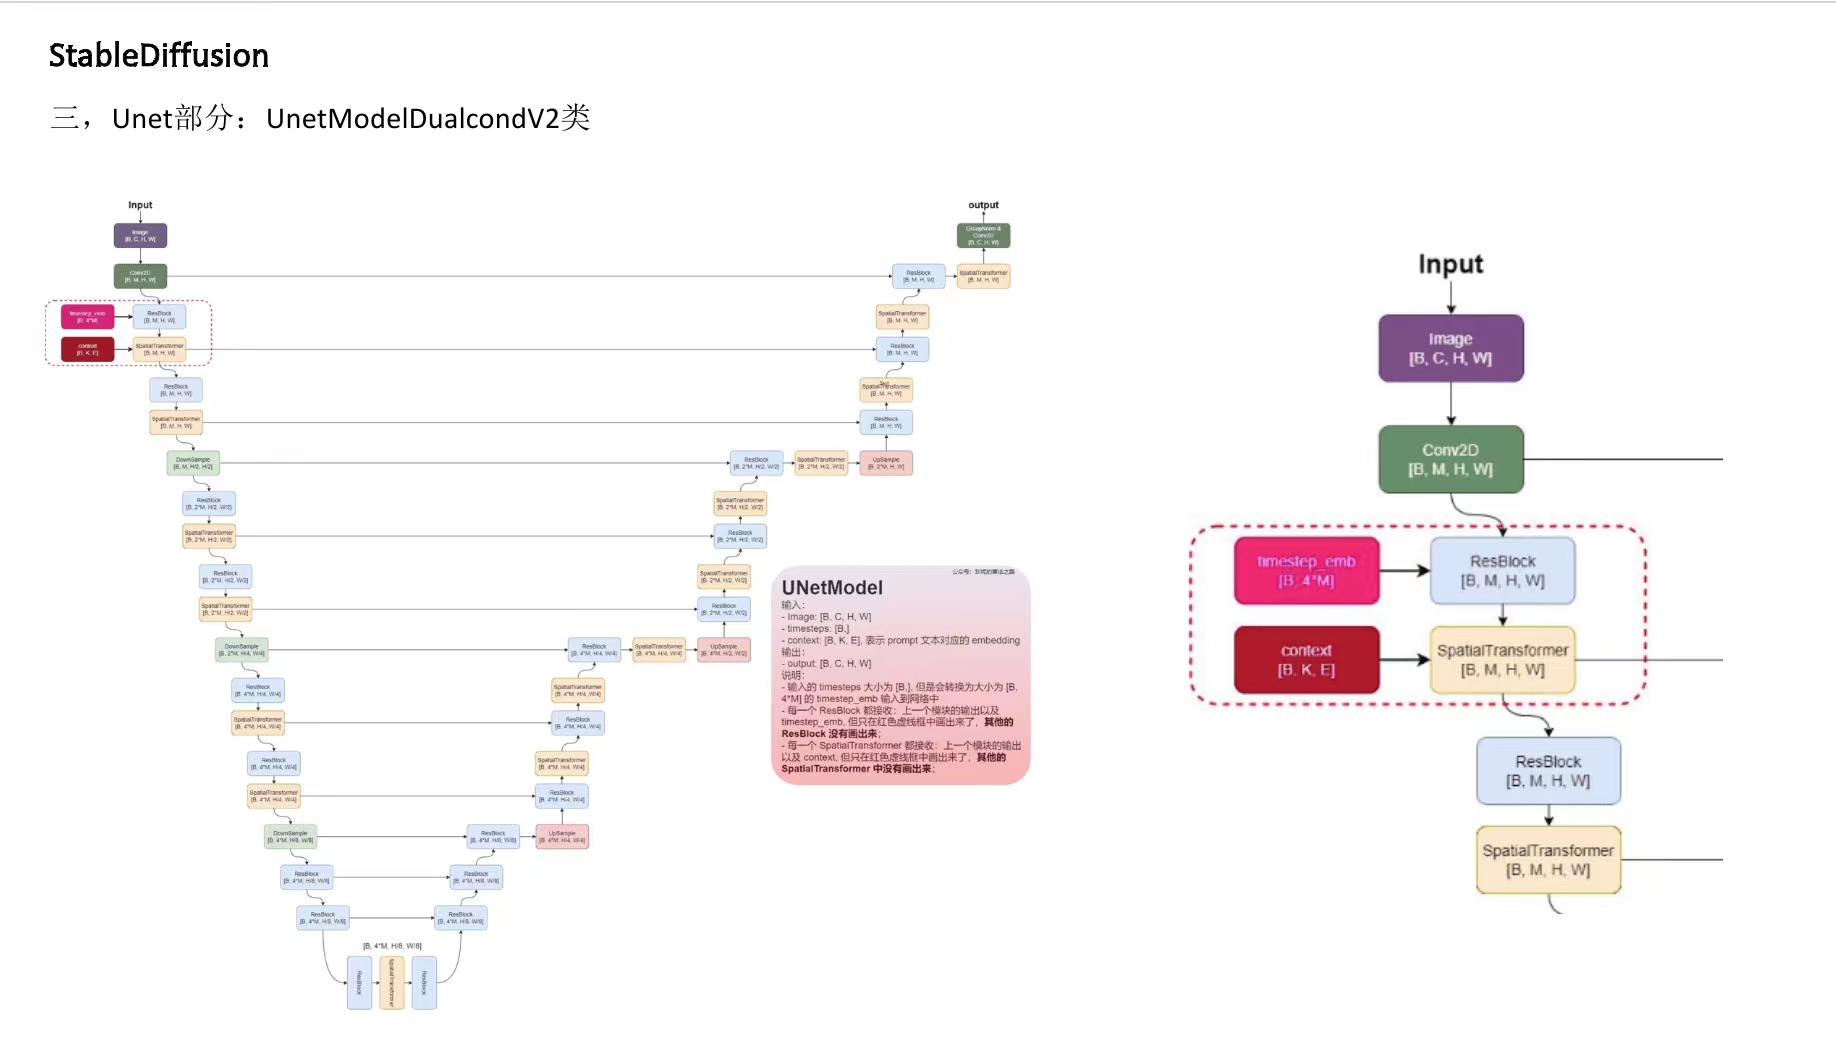 StableDiffusion
三，Unet部分：UnetModelDualcondV2类
Input
Image
[B, C, H, W]
Conv2D
[B, M, H, W]
timestep_emb
[B, 4*M]
ResBlock
[B, M, H, W]
context
[B, K, E]
SpatialTransformer
[B, M, H, W]
ResBlock
[B, M, H, W]
SpatialTransformer
[B, M, H, W]
DownSample
[B, M, H/2, H/2]
ResBlock
[B, 2*M, H/2, W/2]
SpatialTransformer
[B, 2*M, H/2, W/2]
ResBlock
[B, 2*M, H/2, W/2]
SpatialTransformer
[B, 2*M, H/2, W/2]
DownSample
[B, 2*M, H/4, W/4]
ResBlock
[B, 4*M, H/4, W/4]
SpatialTransformer
[B, 4*M, H/4, W/4]
ResBlock
[B, 4*M, H/4, W/4]
SpatialTransformer
[B, 4*M, H/4, W/4]
DownSample
[B, 4*M, H/8, W/8]
ResBlock
[B, 4*M, H/8, W/8]
ResBlock
[B, 4*M, H/8, W/8]
[B, 4*M, H/8, W/8]
ResBlock
SpatialTransformer
ResBlock
ResBlock
[B, 4*M, H/8, W/8]
ResBlock
[B, 4*M, H/8, W/8]
ResBlock
[B, 4*M, H/8, W/8]
UpSample
[B, 4*M, H/4, W/4]
ResBlock
[B, 4*M, H/4, W/4]
SpatialTransformer
[B, 4*M, H/4, W/4]
ResBlock
[B, 4*M, H/4, W/4]
SpatialTransformer
[B, 4*M, H/4, W/4]
ResBlock
[B, 4*M, H/4, W/4]
SpatialTransformer
[B, 4*M, H/4, W/4]
UpSample
[B, 4*M, H/2, W/2]
ResBlock
[B, 2*M, H/2, W/2]
SpatialTransformer
[B, 2*M, H/2, W/2]
ResBlock
[B, 2*M, H/2, W/2]
SpatialTransformer
[B, 2*M, H/2, W/2]
ResBlock
[B, 2*M, H/2, W/2]
SpatialTransformer
[B, 2*M, H/2, W/2]
UpSample
[B, 2*M, H, W]
ResBlock
[B, M, H, W]
SpatialTransformer
[B, M, H, W]
ResBlock
[B, M, H, W]
SpatialTransformer
[B, M, H, W]
ResBlock
[B, M, H, W]
SpatialTransformer
[B, M, H, W]
GroupNorm &
Conv2D
[B, C, H, W]
output
UNetModel
输入：
- Image: [B, C, H, W]
- timesteps: [B,]
- context: [B, K, E], 表示 prompt 文本对应的 embedding
输出：
- output: [B, C, H, W]
说明：
- 输入的 timesteps 大小为 [B,], 但是会转换为大小为 [B,
4*M] 的 timestep_emb 输入到网络中
- 每一个 ResBlock 都接收：上一个模块的输出以及
timestep_emb, 但只在红色虚线框中画出来了，其他的
ResBlock 没有画出来；
- 每一个 SpatialTransformer 都接收：上一个模块的输出
以及 context, 但只在红色虚线框中画出来了，其他的
SpatialTransformer 中没有画出来；
Input
Image
[B, C, H, W]
Conv2D
[B, M, H, W]
timestep_emb
[B, 4*M]
ResBlock
[B, M, H, W]
context
[B, K, E]
SpatialTransformer
[B, M, H, W]
ResBlock
[B, M, H, W]
SpatialTransformer
[B, M, H, W]